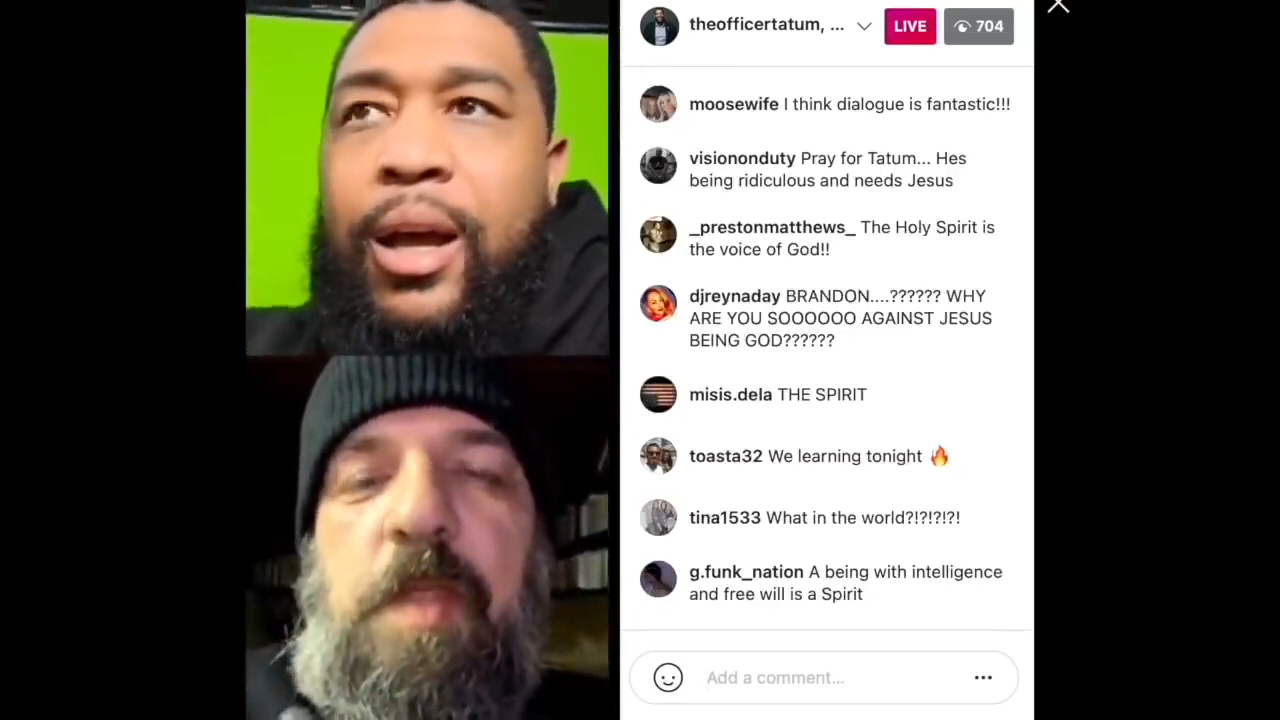 theofficertatum, ...
LIVE
704
moosewife I think dialogue is fantastic!!!
visiononduty Pray for Tatum... Hes
being ridiculous and needs Jesus
_prestonmatthews_ The Holy Spirit is
the voice of God!!
djreynaday BRANDON....?????? WHY
ARE YOU SOOOOOO AGAINST JESUS
BEING GOD??????
misis.dela THE SPIRIT
toasta32 We learning tonight 🔥
tina1533 What in the world?!?!?!?!
g.funk_nation A being with intelligence
and free will is a Spirit
Add a comment...